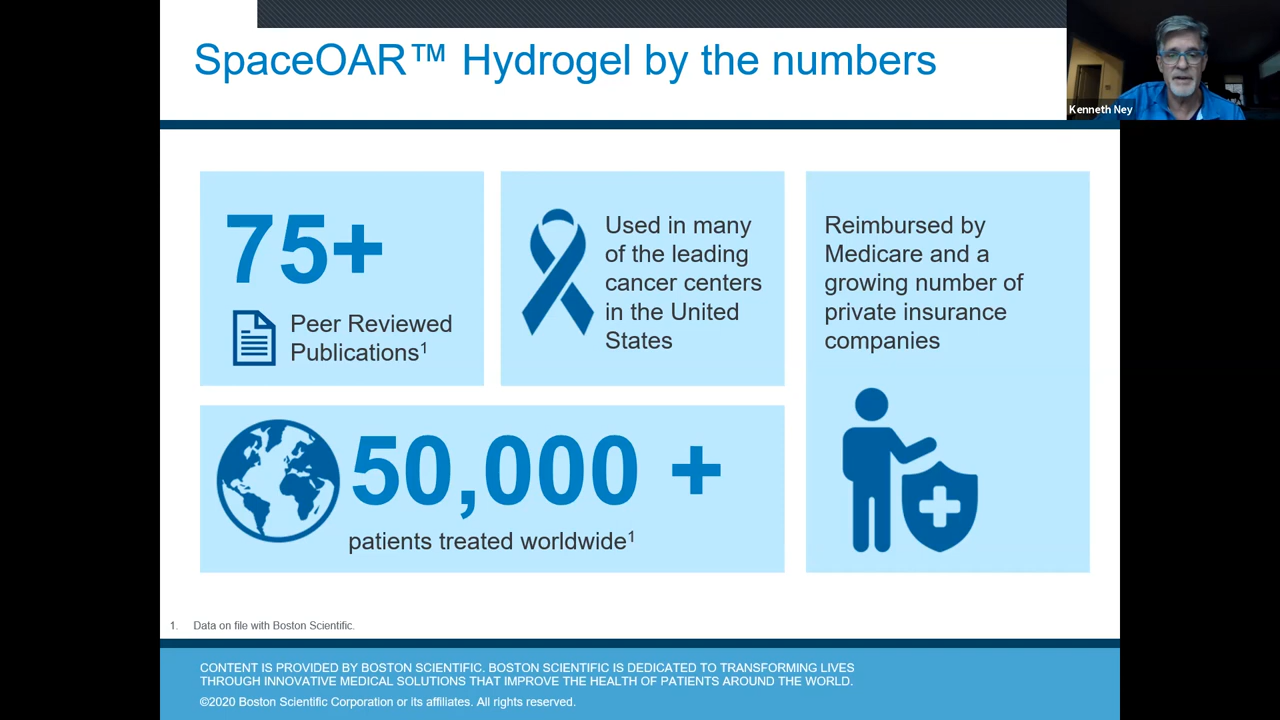 SpaceOAR™ Hydrogel by the numbers
Kenneth Ney
75+
Peer Reviewed
Publications¹
Used in many
of the leading
cancer centers
in the United
States
Reimbursed by
Medicare and a
growing number of
private insurance
companies
50,000 +
patients treated worldwide¹
1. Data on file with Boston Scientific.
CONTENT IS PROVIDED BY BOSTON SCIENTIFIC. BOSTON SCIENTIFIC IS DEDICATED TO TRANSFORMING LIVES
THROUGH INNOVATIVE MEDICAL SOLUTIONS THAT IMPROVE THE HEALTH OF PATIENTS AROUND THE WORLD.
©2020 Boston Scientific Corporation or its affiliates. All rights reserved.